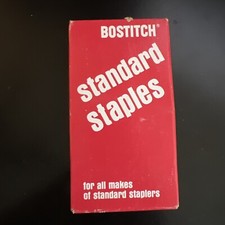 BOSTITCH®
standard
staples
for all makes
of standard staplers